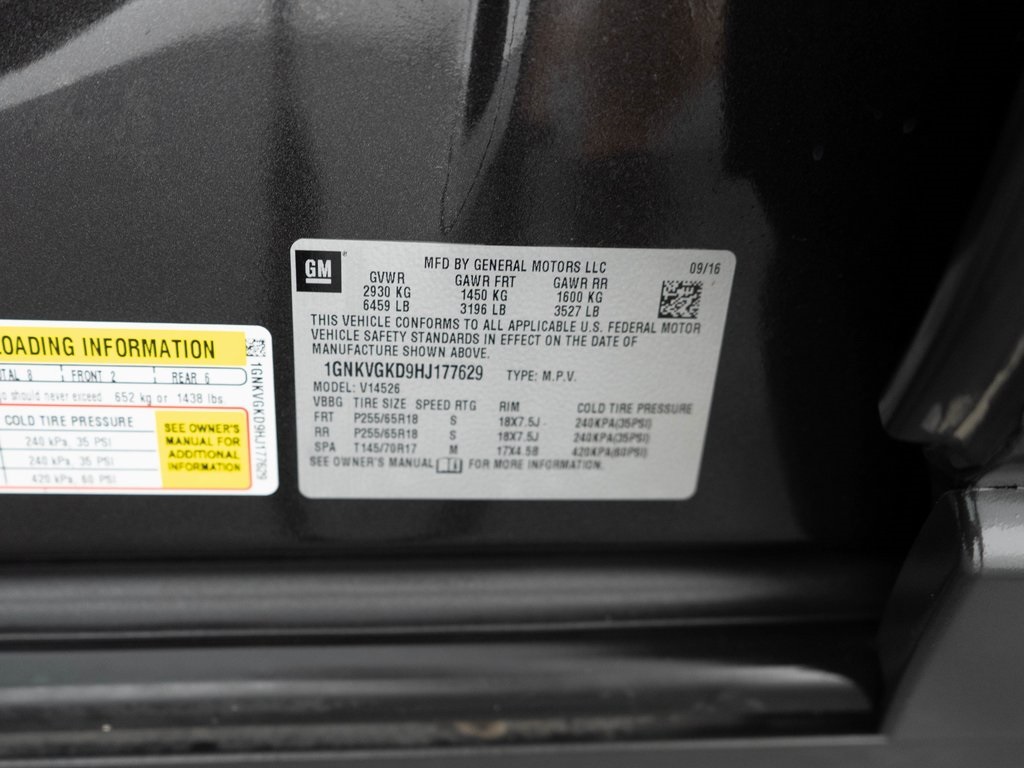 GM
MFD BY GENERAL MOTORS LLC 09/16
GVWR GAWR FRT GAWR RR
2930 KG 1450 KG 1600 KG
6459 LB 3196 LB 3527 LB
THIS VEHICLE CONFORMS TO ALL APPLICABLE U.S. FEDERAL MOTOR
VEHICLE SAFETY STANDARDS IN EFFECT ON THE DATE OF
MANUFACTURE SHOWN ABOVE.
1GNKVGKD9HJ177629 TYPE: M.P.V.
MODEL: V14526
VBBG TIRE SIZE SPEED RTG RIM COLD TIRE PRESSURE
FRT P255/65R18 S 18X7.5J 240KPA(35PSI)
RR P255/65R18 S 18X7.5J 240KPA(35PSI)
SPA T145/70R17 M 17X4.5B 420KPA(60PSI)
SEE OWNER'S MANUAL FOR MORE INFORMATION.
LOADING INFORMATION
TAL 8 FRONT 2 REAR 6
go should never exceed 652 kg or 1438 lbs.
COLD TIRE PRESSURE
240 kPa, 35 PSI
240 kPa, 35 PSI
420 kPa, 60 PSI
SEE OWNER'S
MANUAL FOR
ADDITIONAL
INFORMATION
1GNKVGKD9HJ177629